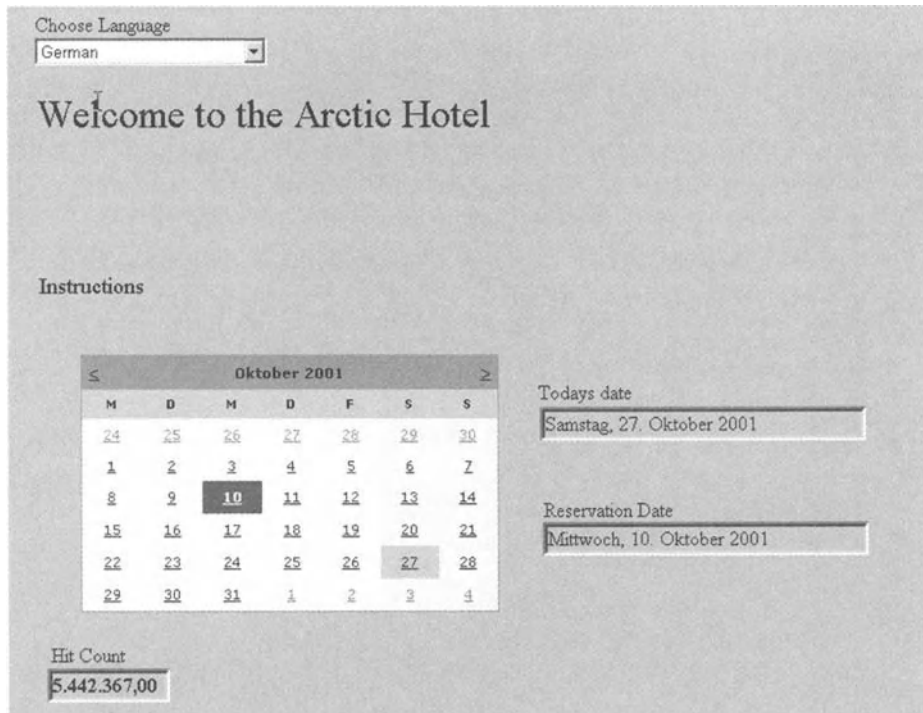 Choose Language
German
Welcome to the Arctic Hotel
Instructions
< Oktober 2001 >
M D M D F S S
24 25 26 27 28 29 30
1 2 3 4 5 6 7
8 9 10 11 12 13 14
15 16 17 18 19 20 21
22 23 24 25 26 27 28
29 30 31 1 2 3 4
Todays date
Samstag, 27. Oktober 2001
Reservation Date
Mittwoch, 10. Oktober 2001
Hit Count
5.442.367,00